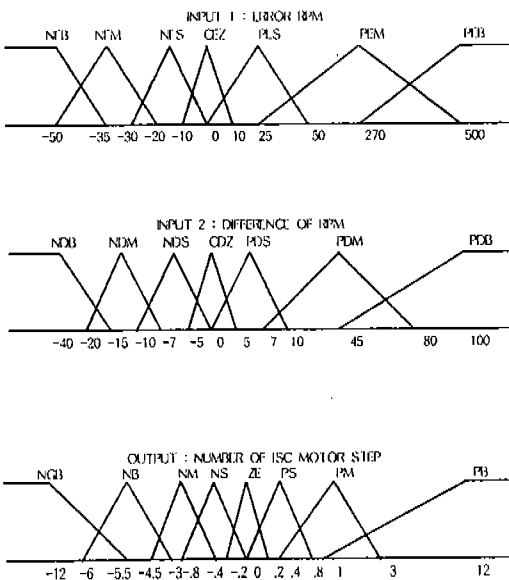 INPUT 1 : ERROR RPM
NEB NEM NES CEZ PES PEM PEB
-50 -35 -30 -20 -10 0 10 25 50 270 500
INPUT 2 : DIFFERENCE OF RPM
NDB NDM NDS CDZ PDS PDM PDB
-40 -20 -15 -10 -7 -5 0 5 7 10 45 80 100
OUTPUT : NUMBER OF ISC MOTOR STEP
NGB NB NM NS ZE PS PM PB
-12 -6 -5.5 -4.5 -3 -.8 -.4 -.2 0 .2 .4 .8 1 3 12